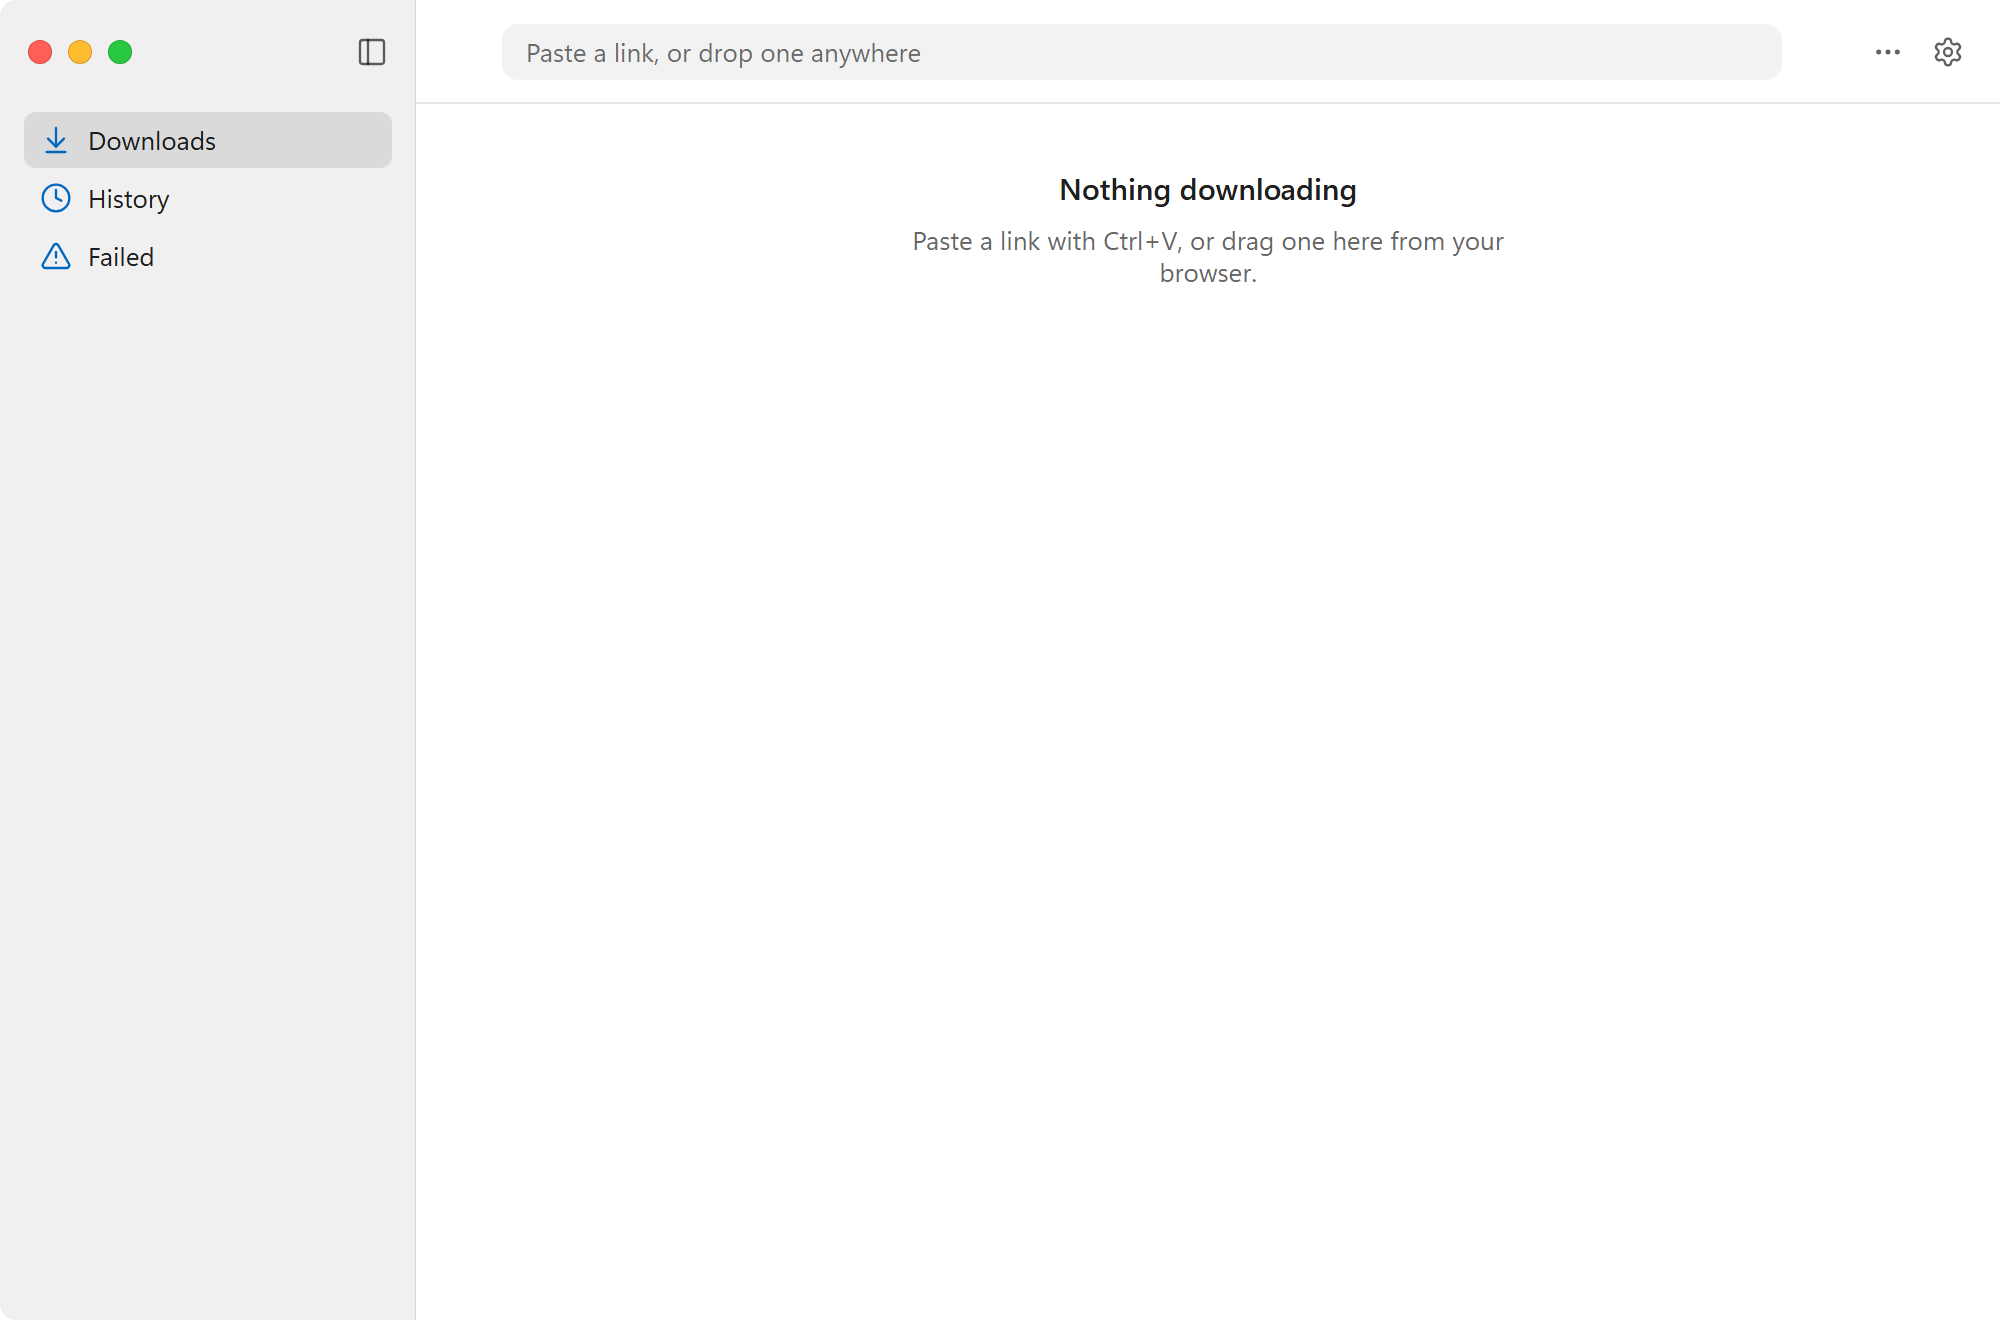 Paste a link, or drop one anywhere
Downloads
History
Failed
Nothing downloading
Paste a link with Ctrl+V, or drag one here from your
browser.